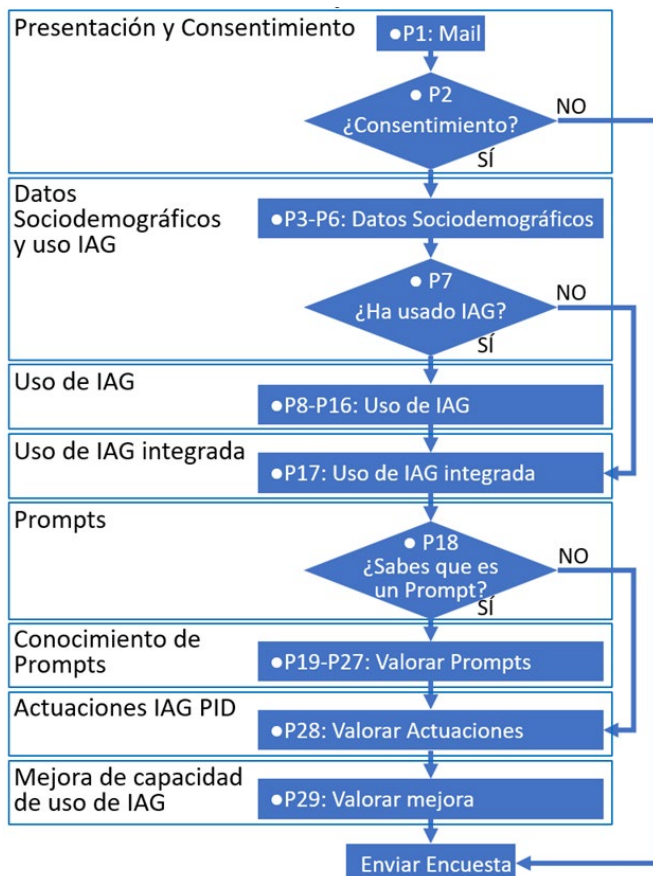 Presentación y Consentimiento
●P1: Mail
● P2
¿Consentimiento?
NO
SÍ
Datos
Sociodemográficos
y uso IAG
●P3-P6: Datos Sociodemográficos
● P7
¿Ha usado IAG?
NO
SÍ
Uso de IAG
●P8-P16: Uso de IAG
Uso de IAG integrada
●P17: Uso de IAG integrada
Prompts
● P18
¿Sabes que es
un Prompt?
NO
SÍ
Conocimiento de
Prompts
●P19-P27: Valorar Prompts
Actuaciones IAG PID
●P28: Valorar Actuaciones
Mejora de capacidad
de uso de IAG
●P29: Valorar mejora
Enviar Encuesta